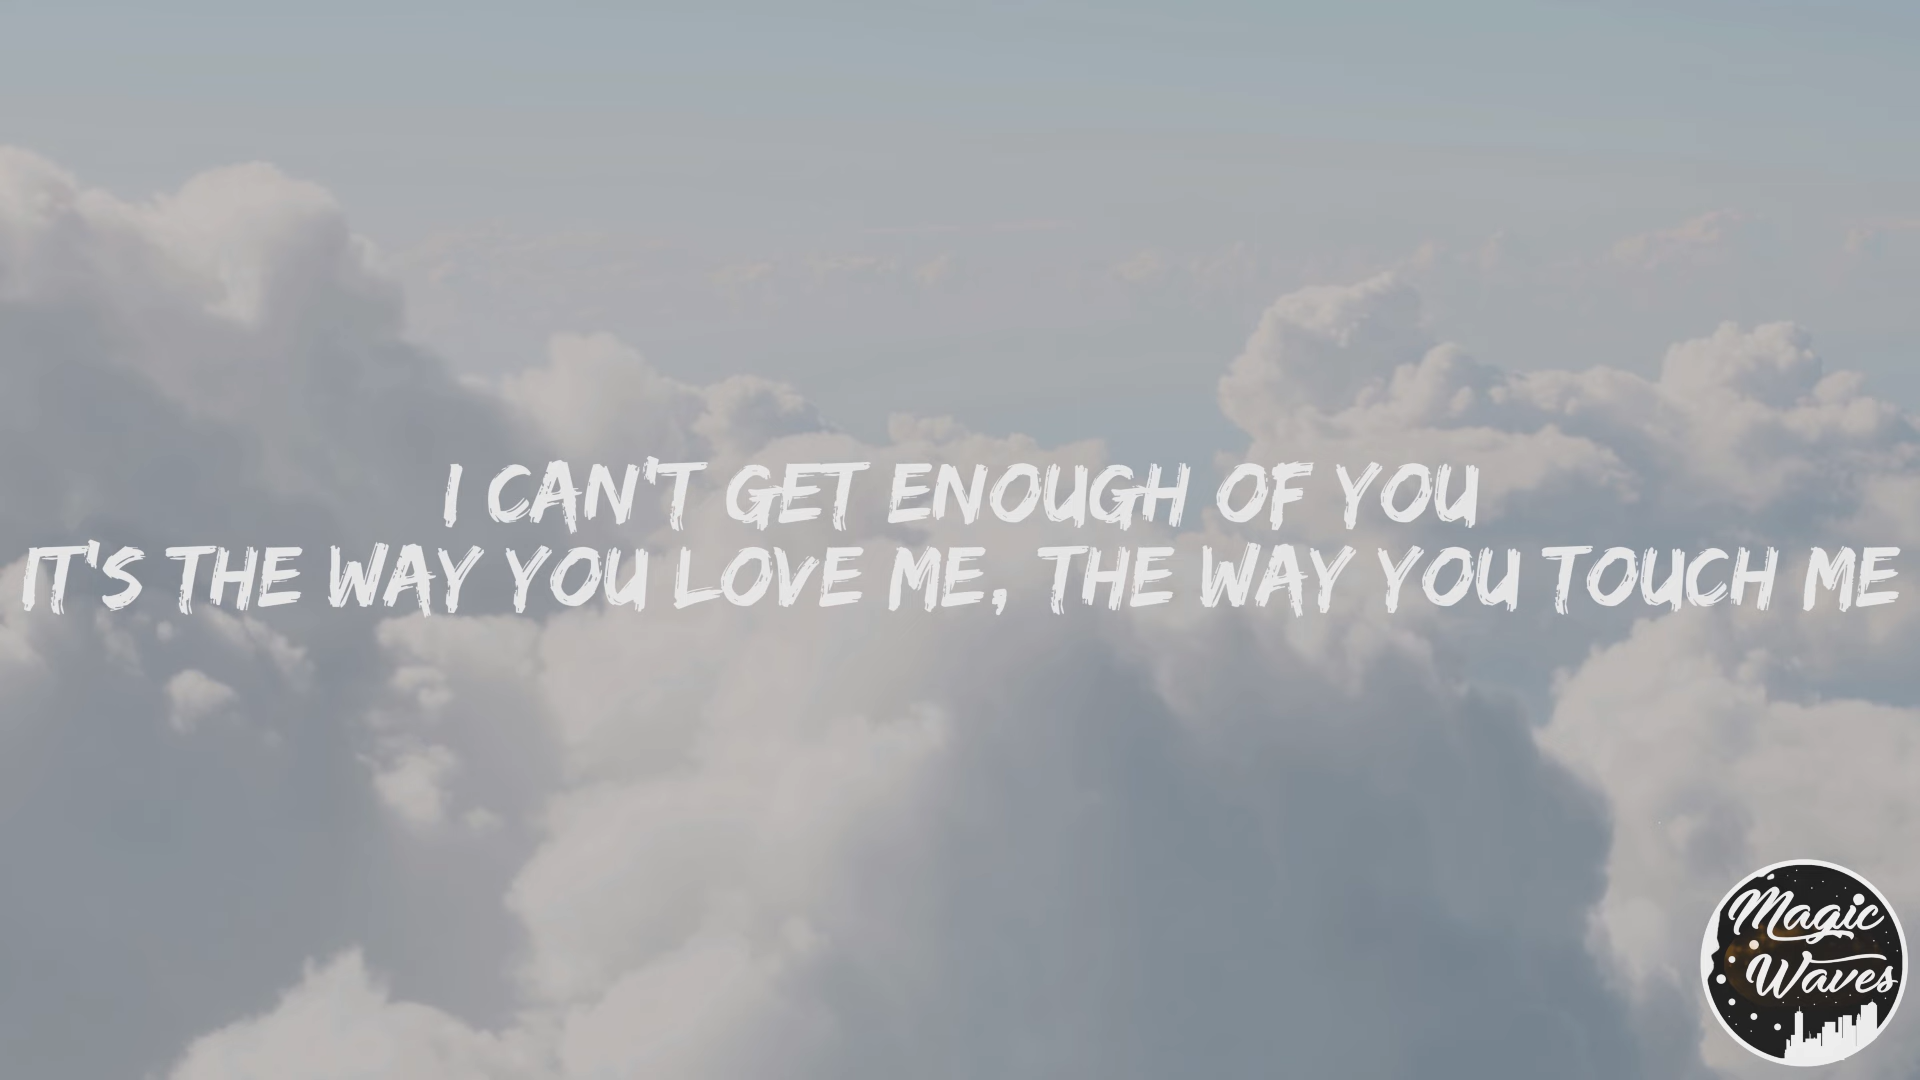 I CAN'T GET ENOUGH OF YOU
IT'S THE WAY YOU LOVE ME, THE WAY YOU TOUCH ME
Magic
Waves